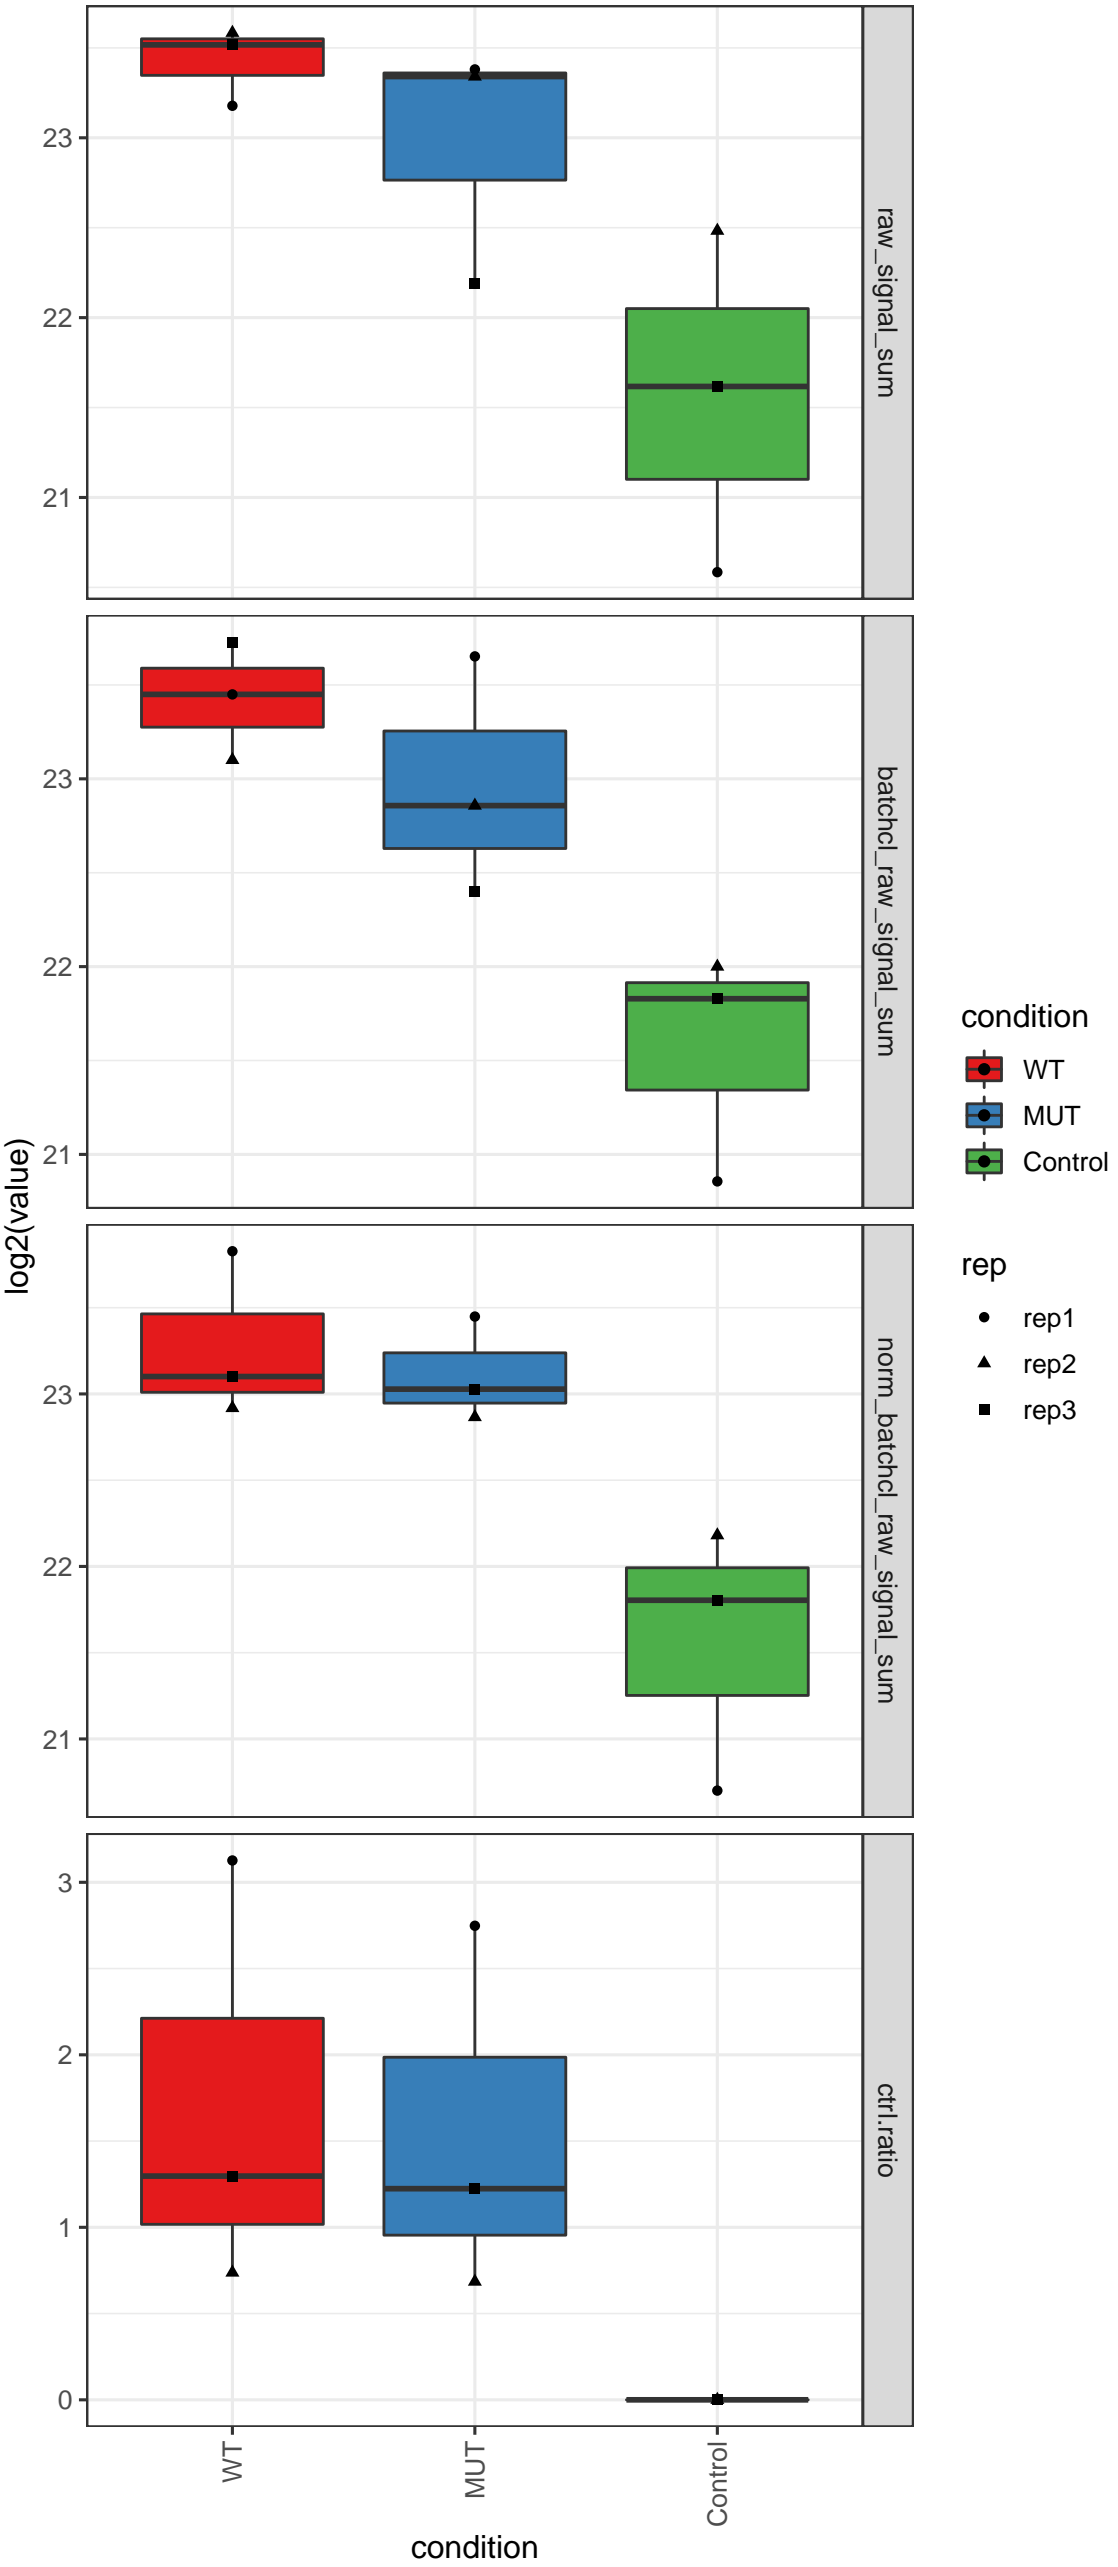 log2(value)
23
22
21
raw_signal_sum
23
22
21
batchcl_raw_signal_sum
23
22
21
norm_batchcl_raw_signal_sum
3
2
1
0
ctrl.ratio
WT
MUT
Control
condition
condition
WT
MUT
Control
rep
rep1
rep2
rep3